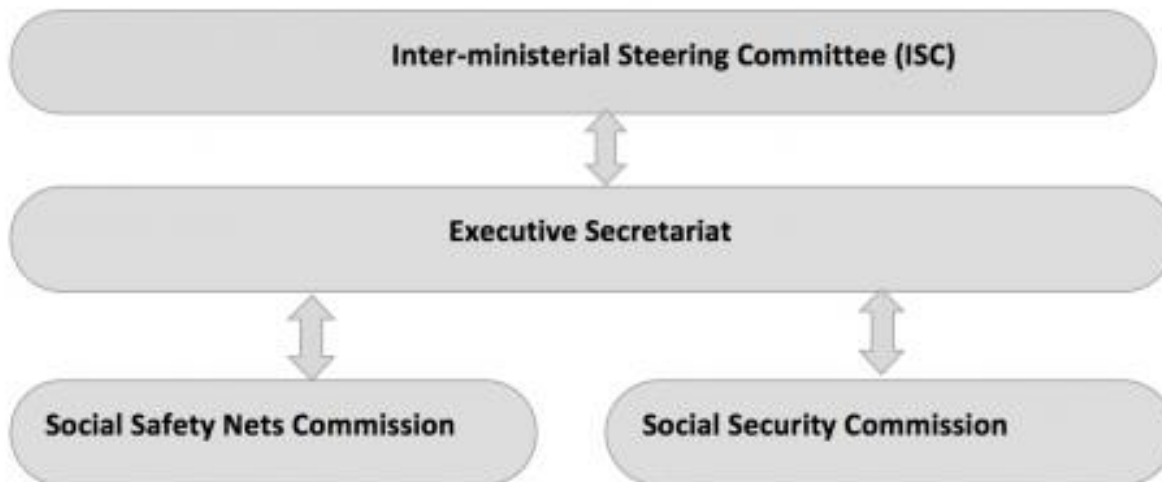 Inter-ministerial Steering Committee (ISC)
Executive Secretariat
Social Safety Nets Commission
Social Security Commission